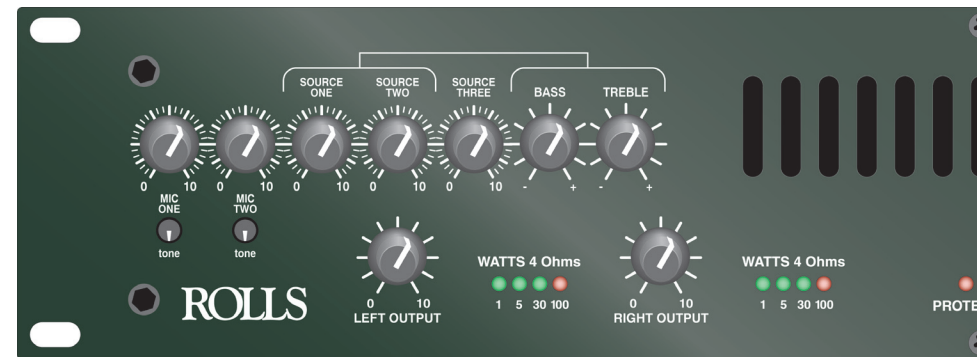 SOURCE ONE
SOURCE TWO
SOURCE THREE
BASS
TREBLE
0 10
0 10
0 10
0 10
0 10
- +
- +
MIC ONE
MIC TWO
tone
tone
WATTS 4 Ohms
1 5 30 100
WATTS 4 Ohms
1 5 30 100
0 10
LEFT OUTPUT
0 10
RIGHT OUTPUT
PROTE
ROLLS